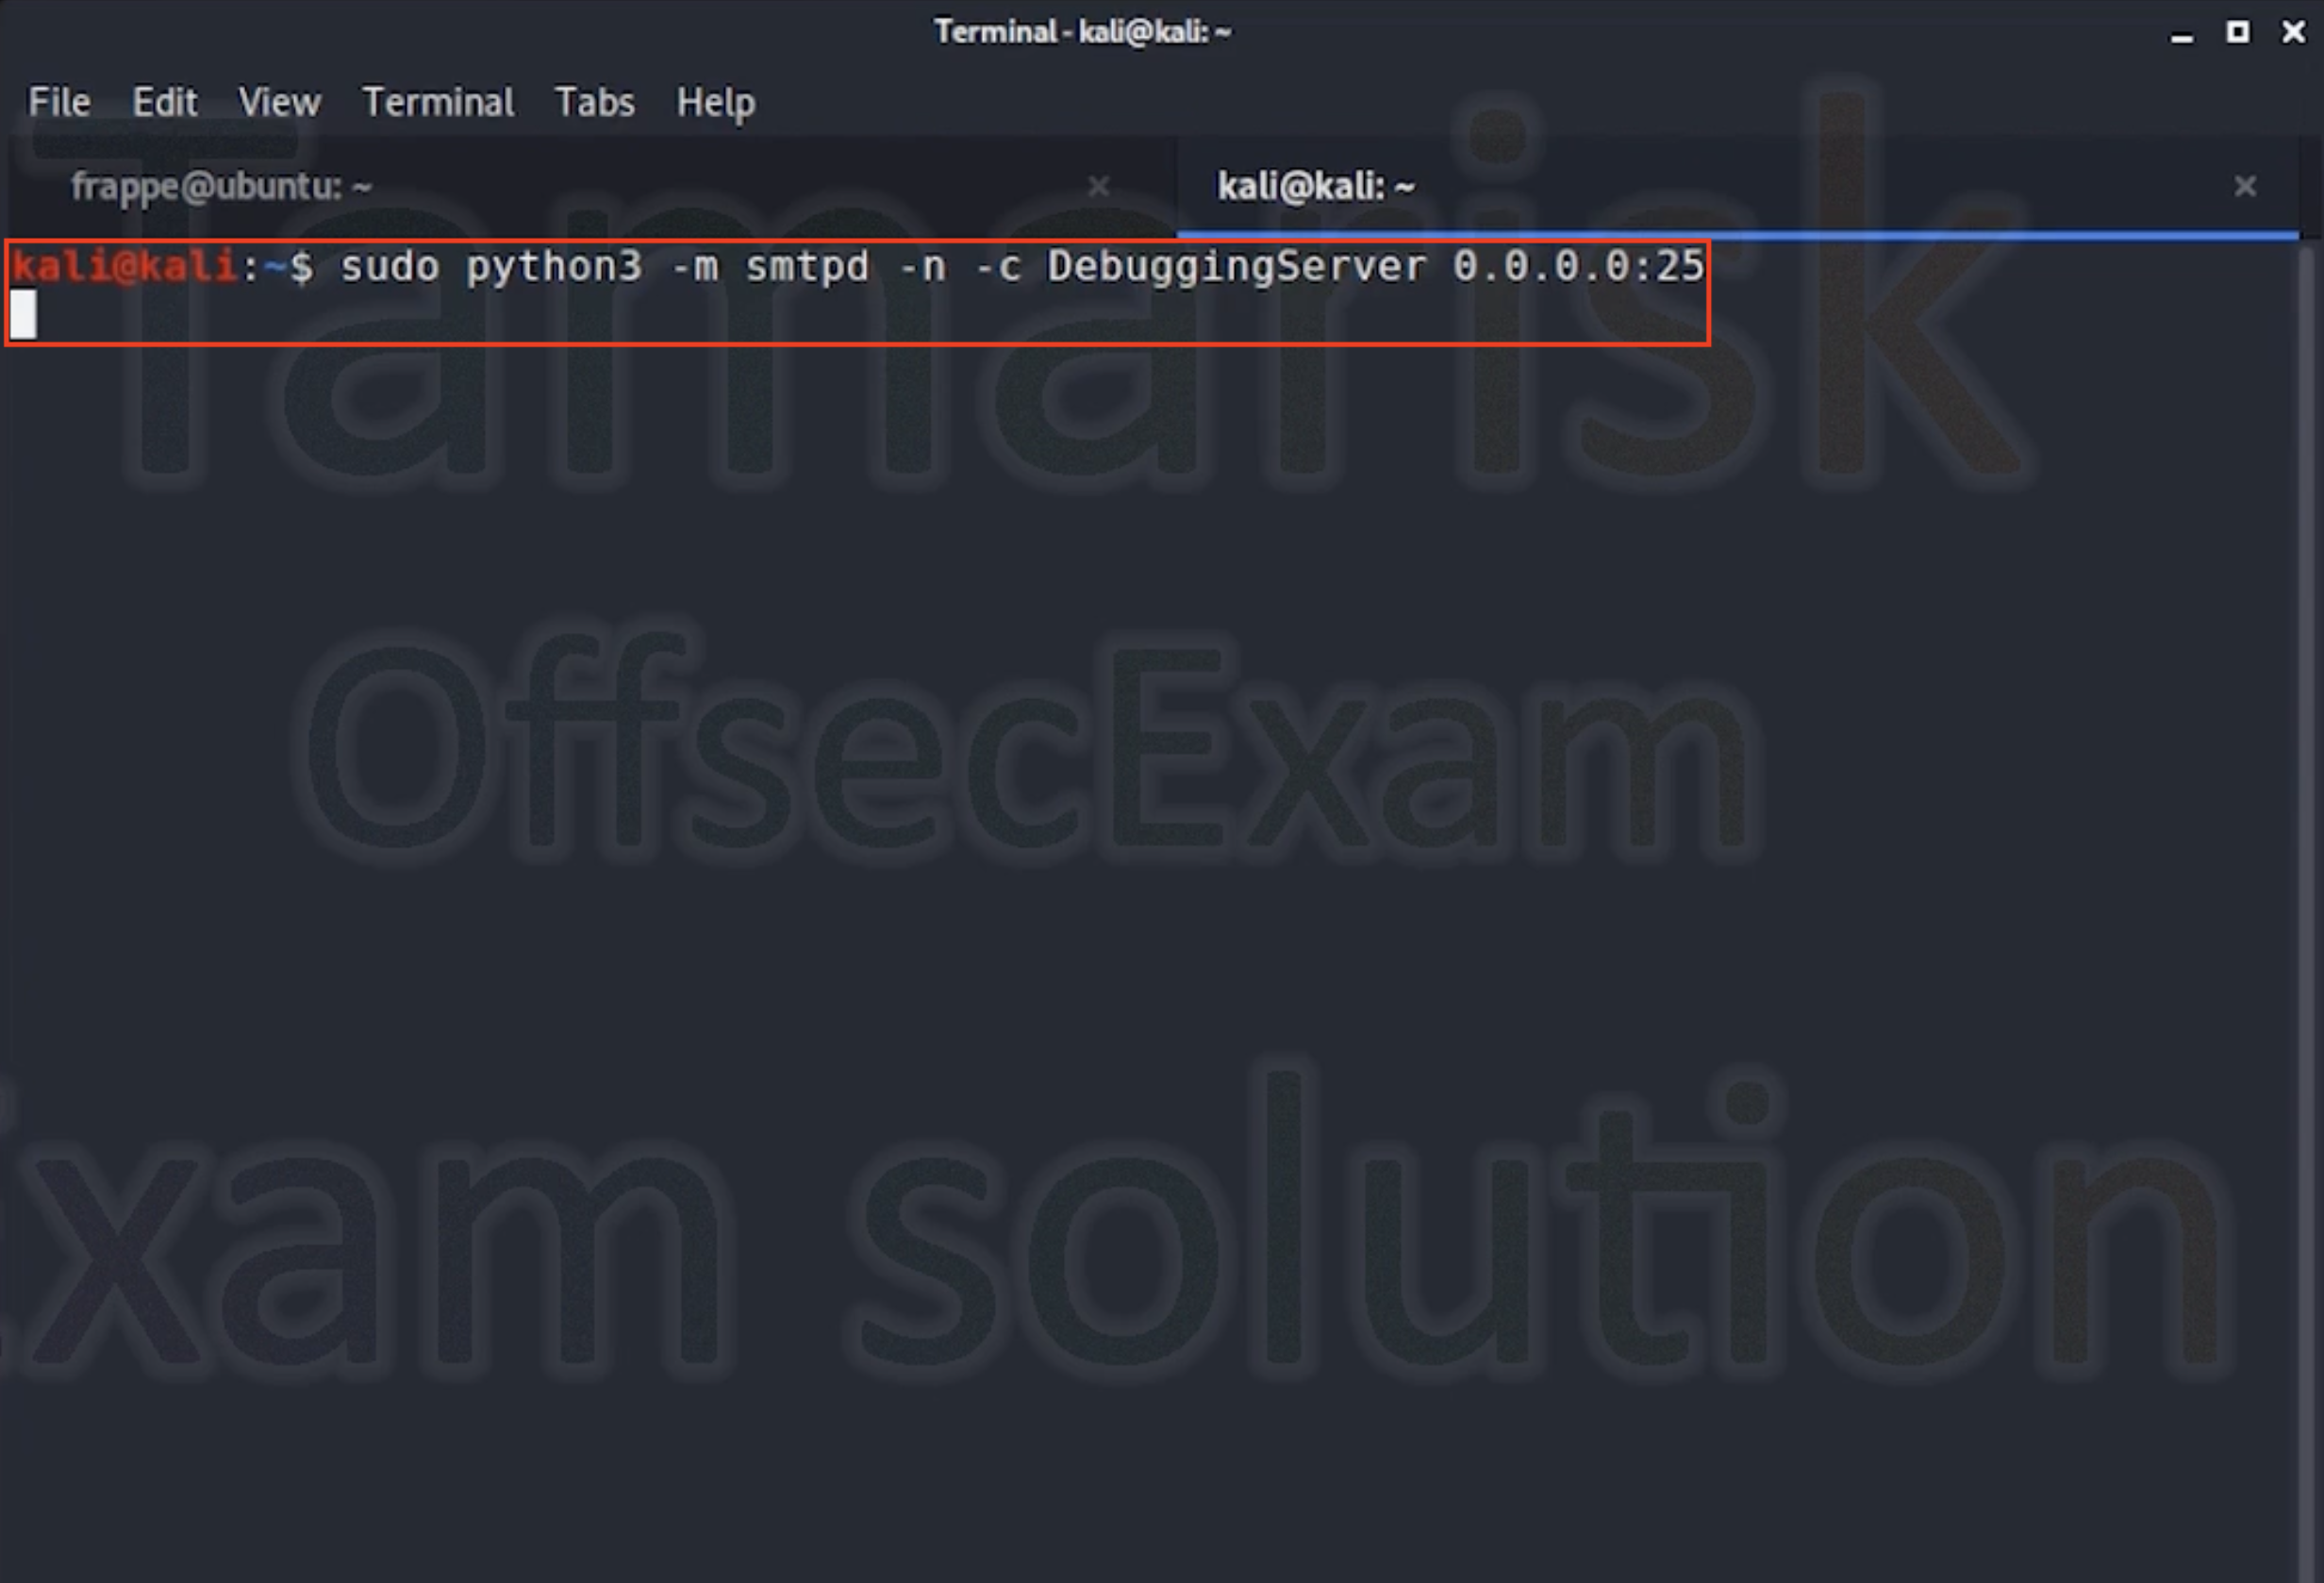 Terminal - kali@kali: ~
File Edit View Terminal Tabs Help
frappe@ubuntu: ~
kali@kali: ~
kali@kali:~$ sudo python3 -m smtpd -n -c DebuggingServer 0.0.0.0:25
Tamarisk
OffsecExam
Exam solution